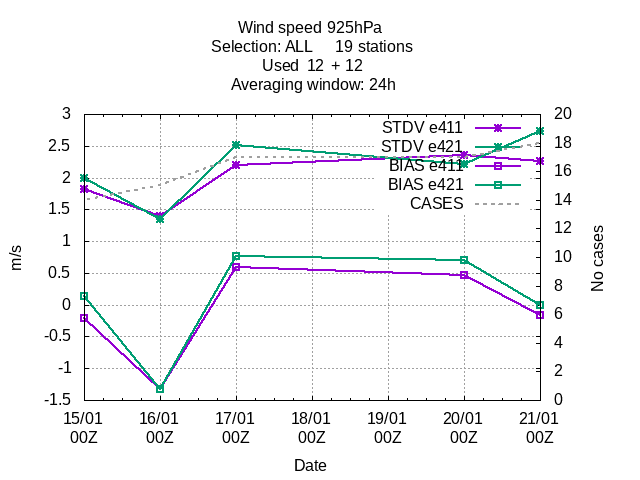 Wind speed 925hPa
Selection: ALL     19 stations
Used  12  + 12
Averaging window: 24h
3
2.5
2
1.5
1
0.5
0
-0.5
-1
-1.5
m/s
20
18
16
14
12
10
8
6
4
2
0
No cases
STDV e411
STDV e421
BIAS e411
BIAS e421
CASES
15/01 16/01 17/01 18/01 19/01 20/01 21/01
00Z 00Z 00Z 00Z 00Z 00Z 00Z
Date